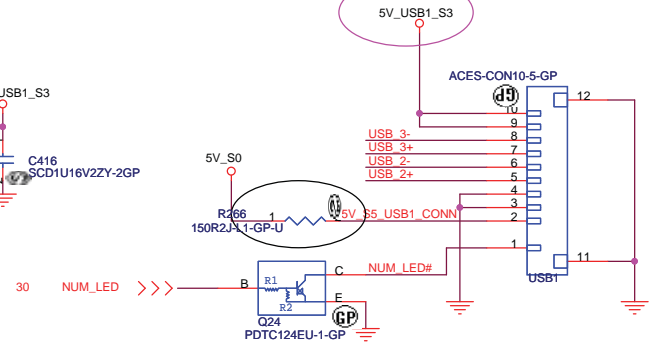 5V_USB1_S3
ACES-CON10-5-GP
GP
12
10
9
USB_3-
8
USB_3+
7
USB_2-
6
USB_2+
5
4
3
2
1
11
USB1
USB1_S3
C416
SCD1U16V2ZY-2GP
5V_S0
R266
1
5V_S5_USB1_CONN
150R2J-L1-GP-U
30
NUM_LED
B
R1
R2
C
NUM_LED#
E
GP
Q24
PDTC124EU-1-GP